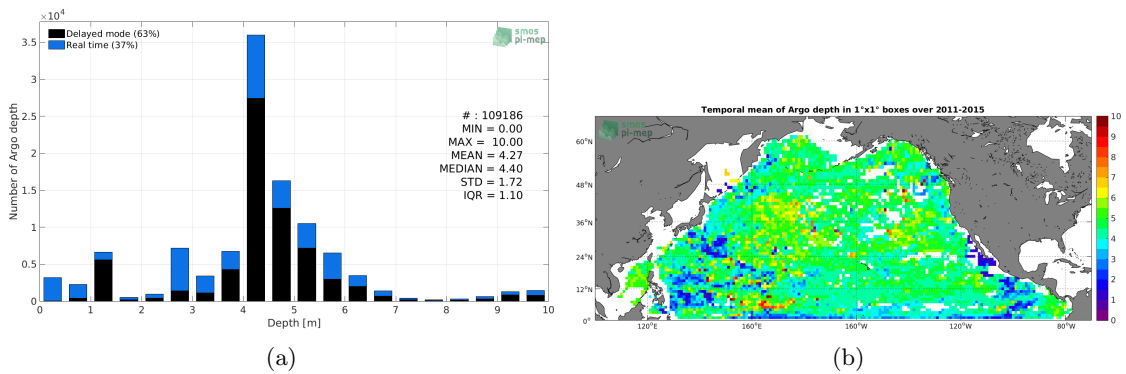 ×10⁴
Delayed mode (63%)
Real time (37%)
smos
pi-mep
Number of Argo depth
3.5
3
2.5
2
1.5
1
0.5
0
# : 109186
MIN = 0.00
MAX = 10.00
MEAN = 4.27
MEDIAN = 4.40
STD = 1.72
IQR = 1.10
0 1 2 3 4 5 6 7 8 9 10
Depth [m]
(a)
Temporal mean of Argo depth in 1°x1° boxes over 2011-2015
smos
pi-mep
60°N
48°N
36°N
24°N
12°N
0°
120°E 160°E 160°W 120°W 80°W
10
9
8
7
6
5
4
3
2
1
0
(b)